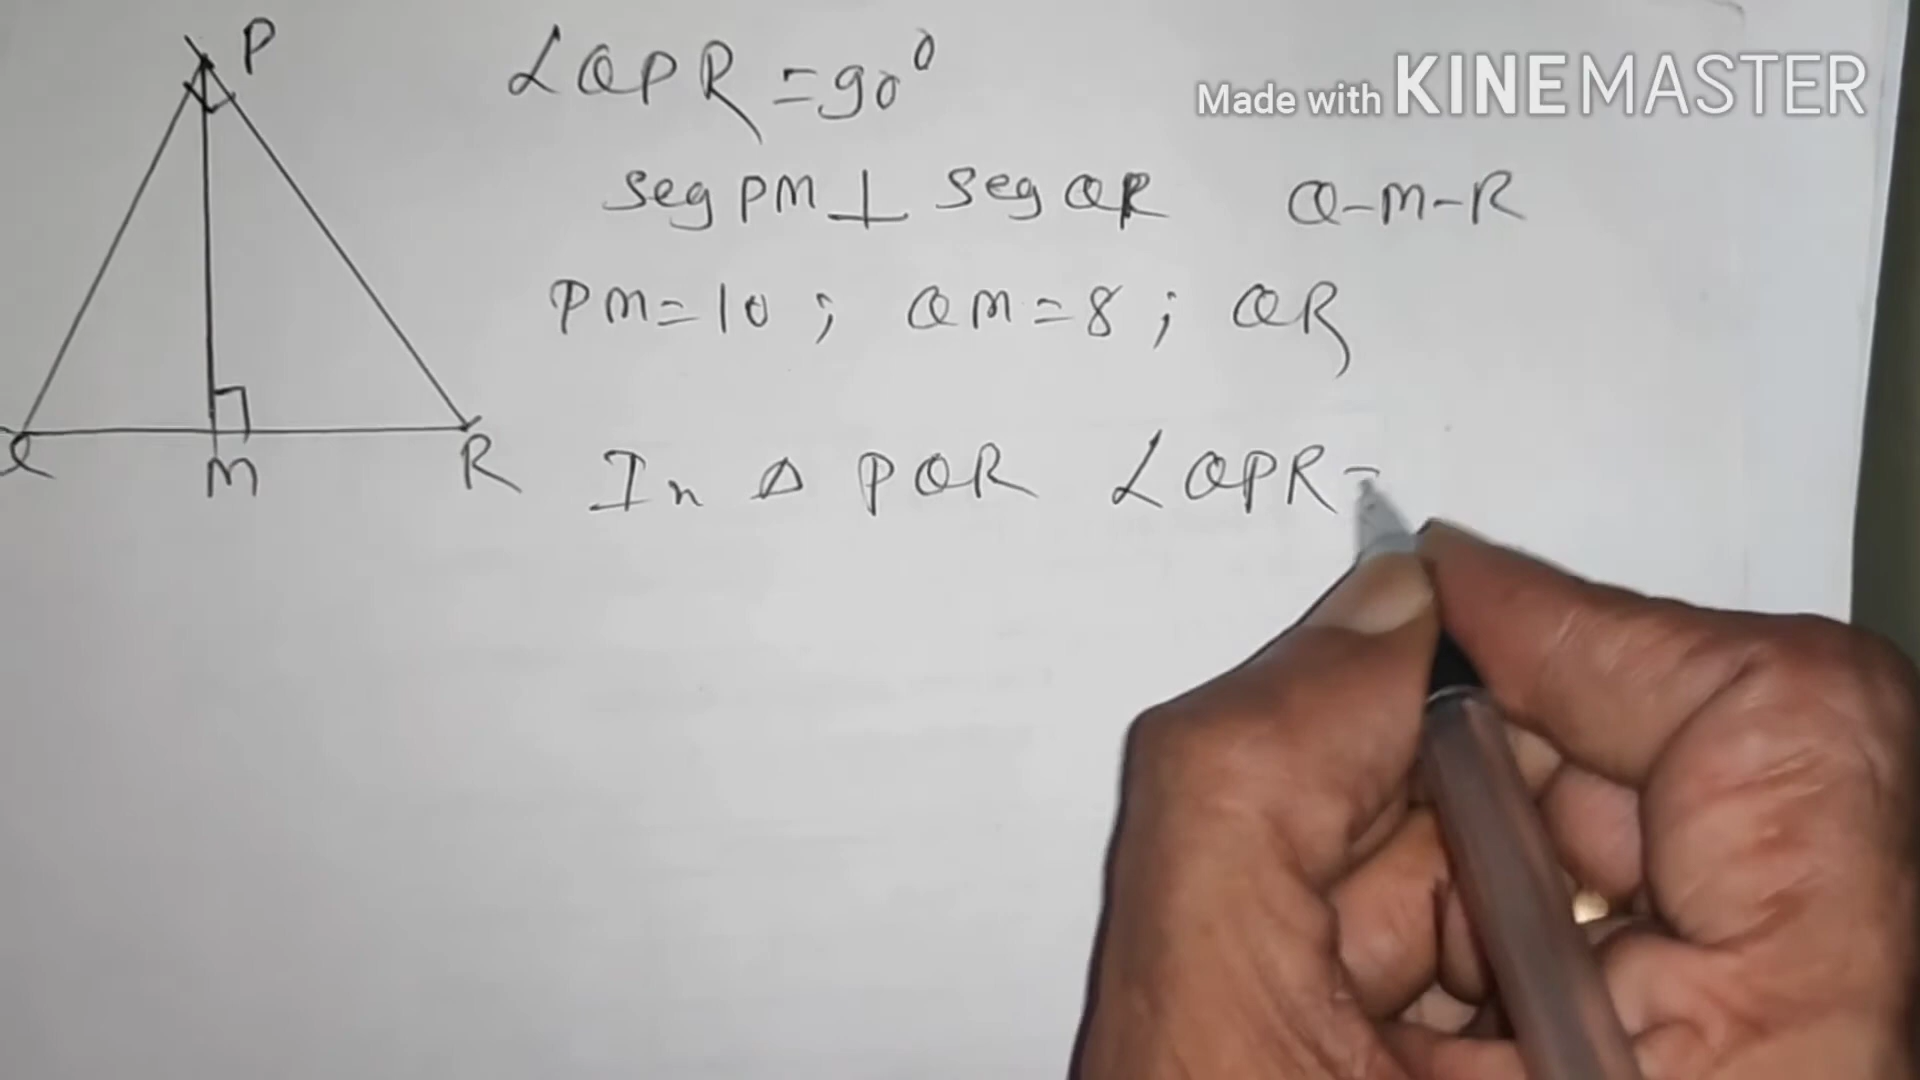 P
∠QPR = 90°
Made with KINEMASTER
seg PM ⊥ seg QR Q-M-R
PM = 10 ; QM = 8 ; QR
Q M R
In △ PQR ∠QPR =